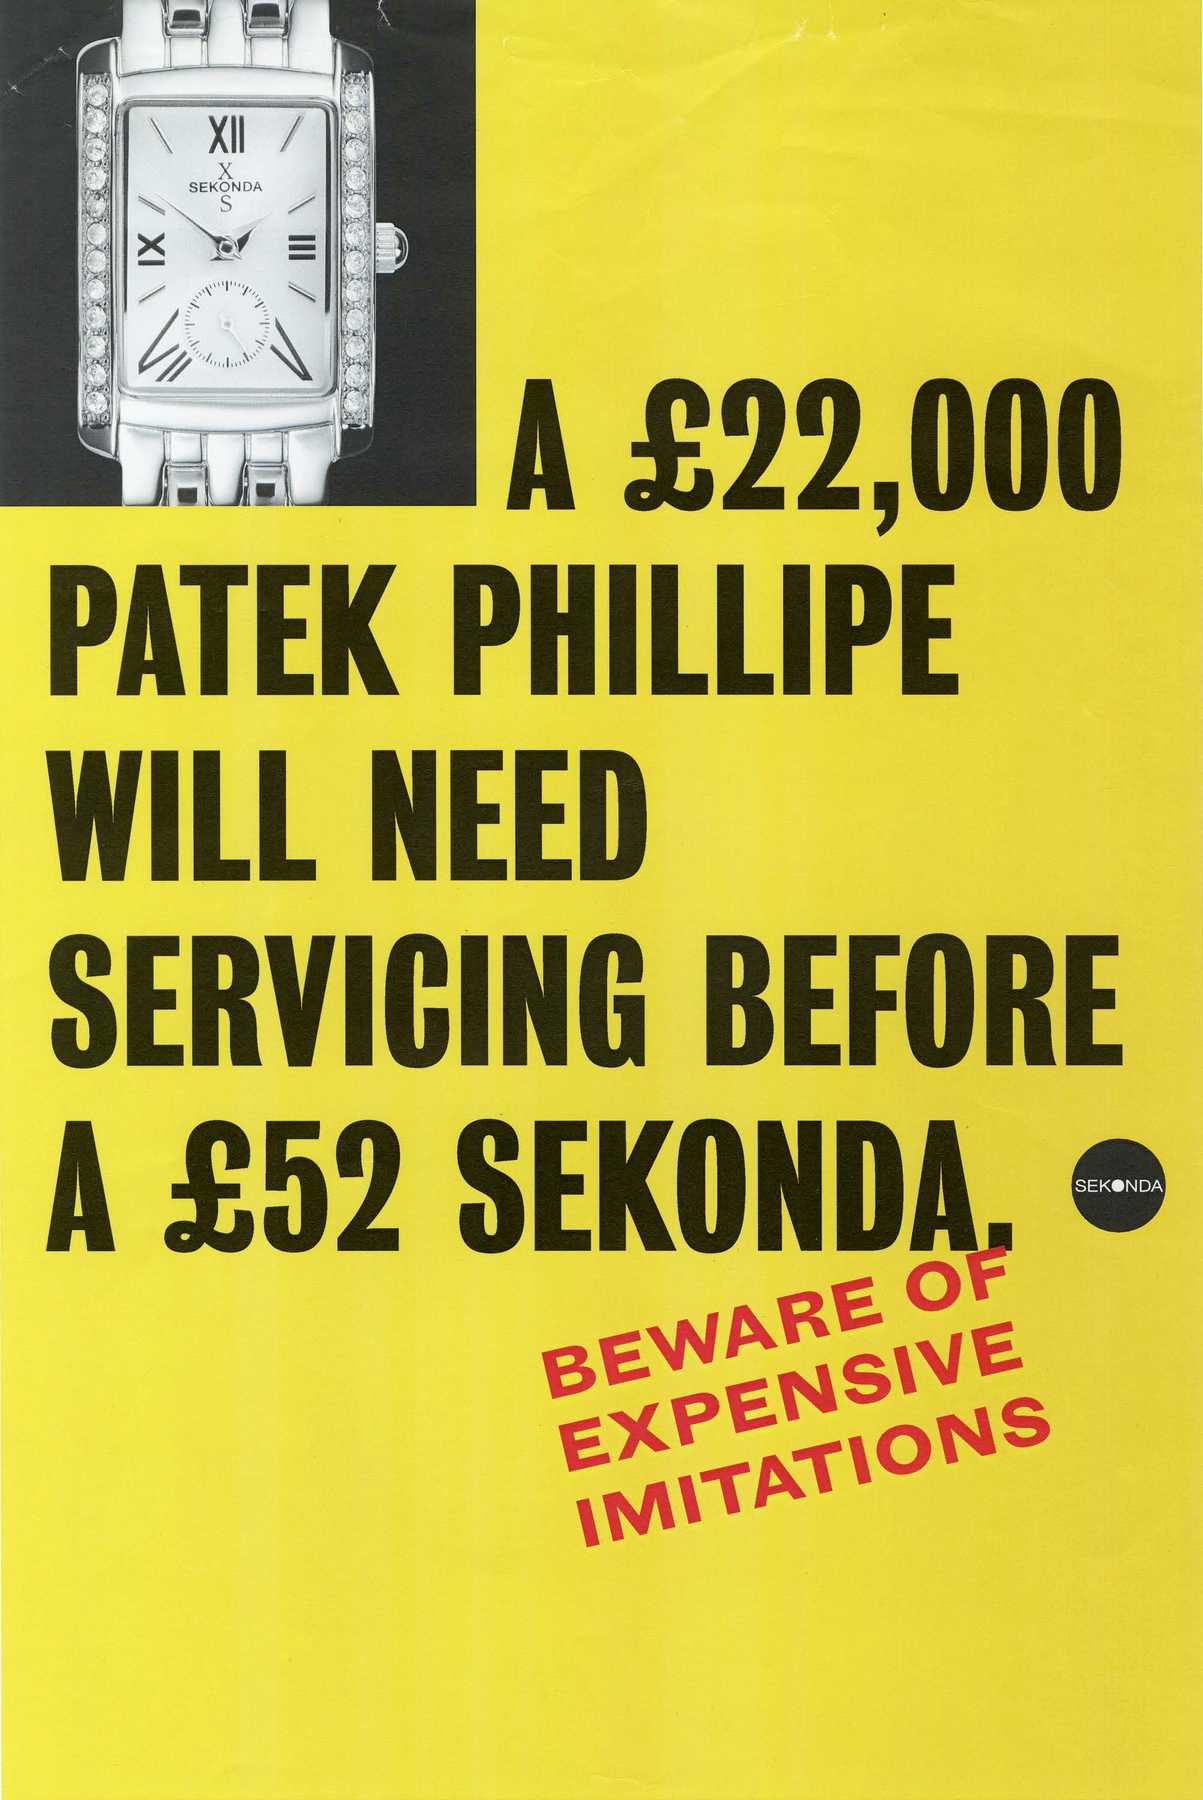 XII
X
SEKONDA
S
IX
III
VII
V
A £22,000
PATEK PHILLIPE
WILL NEED
SERVICING BEFORE
A £52 SEKONDA.
SEKONDA
BEWARE OF
EXPENSIVE
IMITATIONS